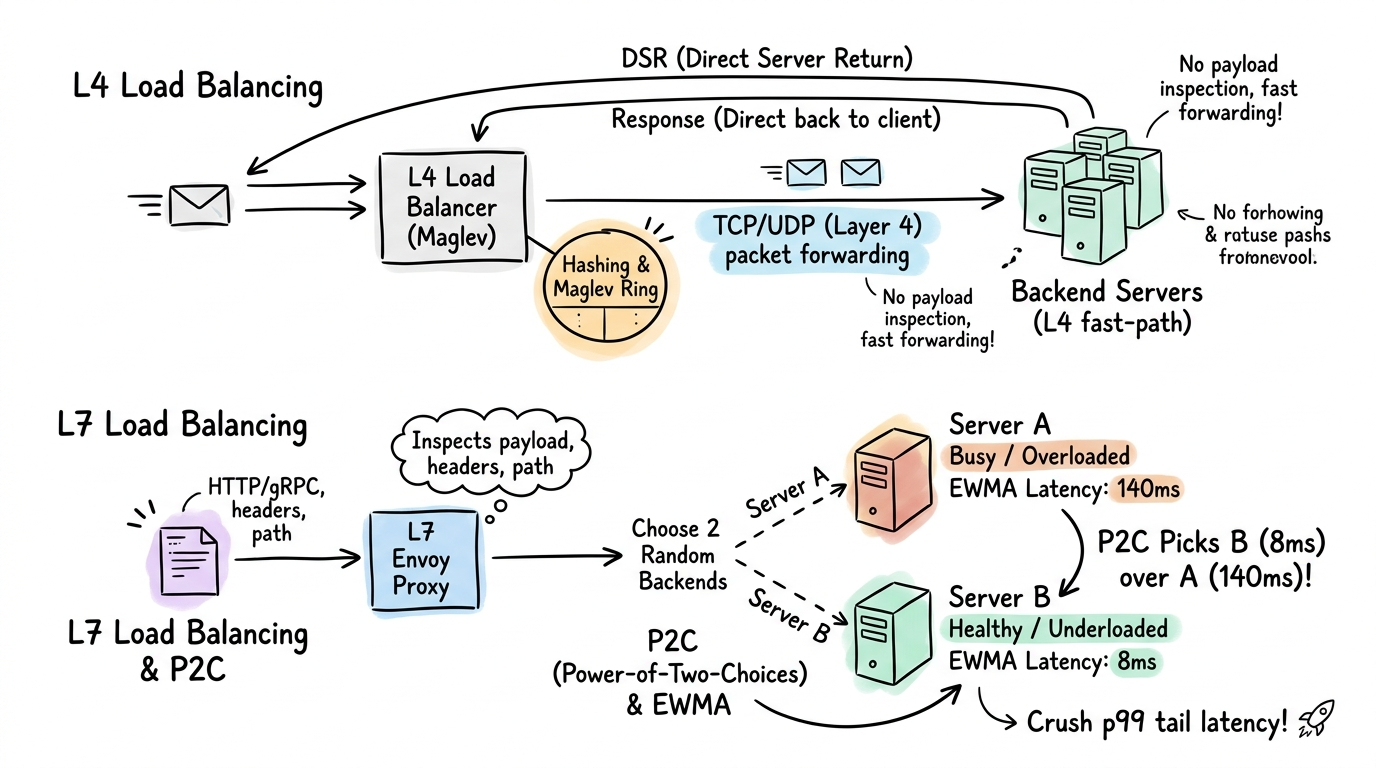 L4 Load Balancing
DSR (Direct Server Return)
Response (Direct back to client)
No payload
inspection, fast
forwarding!
L4 Load
Balancer
(Maglev)
Hashing &
Maglev Ring
TCP/UDP (Layer 4)
packet forwarding
No payload
inspection,
fast forwarding!
No forhowing
& rotuse pashs
fromnevool.
Backend Servers
(L4 fast-path)
L7 Load Balancing
HTTP/gRPC,
headers,
path
Inspects payload,
headers, path
L7
Envoy
Proxy
L7 Load Balancing
& P2C
Choose 2
Random
Backends
Server A
Server B
P2C
(Power-of-Two-Choices)
& EWMA
Server A
Busy / Overloaded
EWMA Latency: 140ms
P2C Picks B (8ms)
over A (140ms)!
Server B
Healthy / Underloaded
EWMA Latency: 8ms
Crush p99 tail latency!